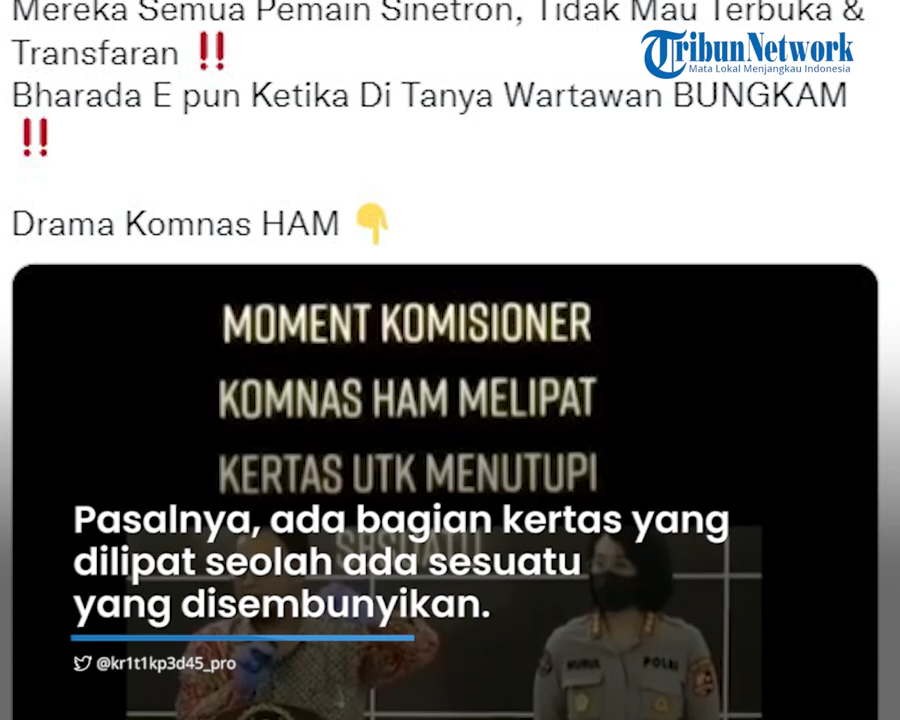 Mereka Semua Pemain Sinetron, Tidak Mau Terbuka &
Transfaran ‼️
TribunNetwork
Mata Lokal Menjangkau Indonesia
Bharada E pun Ketika Di Tanya Wartawan BUNGKAM
‼️
Drama Komnas HAM 👇
MOMENT KOMISIONER
KOMNAS HAM MELIPAT
KERTAS UTK MENUTUPI
Pasalnya, ada bagian kertas yang
dilipat seolah ada sesuatu
yang disembunyikan.
@kr1t1kp3d45_pro
NURUL POLRI